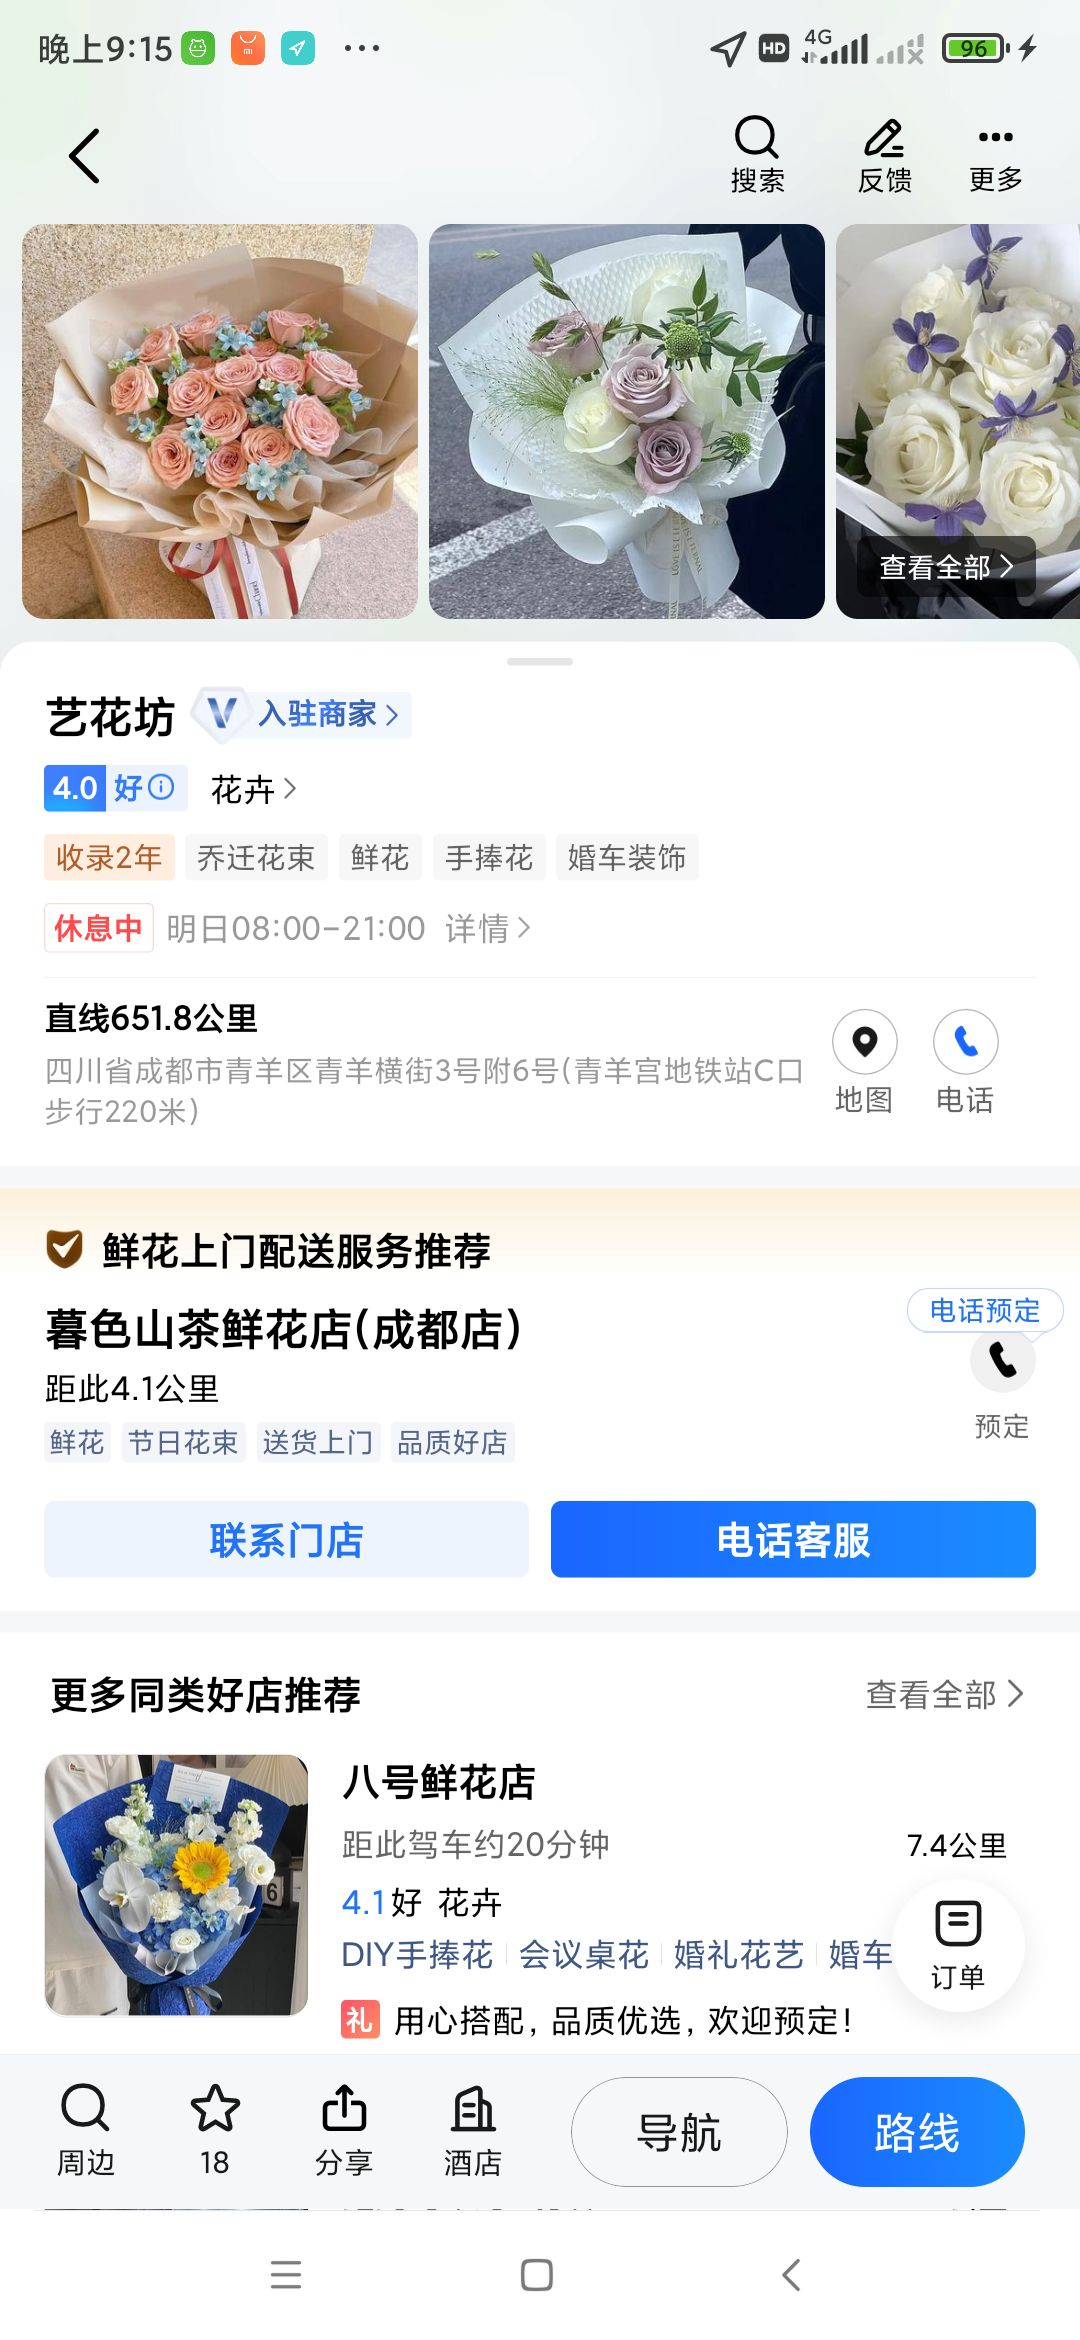 晚上9:15
HD 4G 96
搜索 反馈 更多
查看全部
艺花坊 入驻商家
4.0 好 花卉
收录2年 乔迁花束 鲜花 手捧花 婚车装饰
休息中 明日08:00-21:00 详情
直线651.8公里
四川省成都市青羊区青羊横街3号附6号(青羊宫地铁站C口
步行220米)
地图 电话
鲜花上门配送服务推荐
暮色山茶鲜花店(成都店)
电话预定
距此4.1公里
预定
鲜花 节日花束 送货上门 品质好店
联系门店 电话客服
更多同类好店推荐 查看全部
八号鲜花店
距此驾车约20分钟 7.4公里
4.1好 花卉
DIY手捧花 会议桌花 婚礼花艺 婚车
订单
礼 用心搭配，品质优选，欢迎预定！
周边 18 分享 酒店 导航 路线